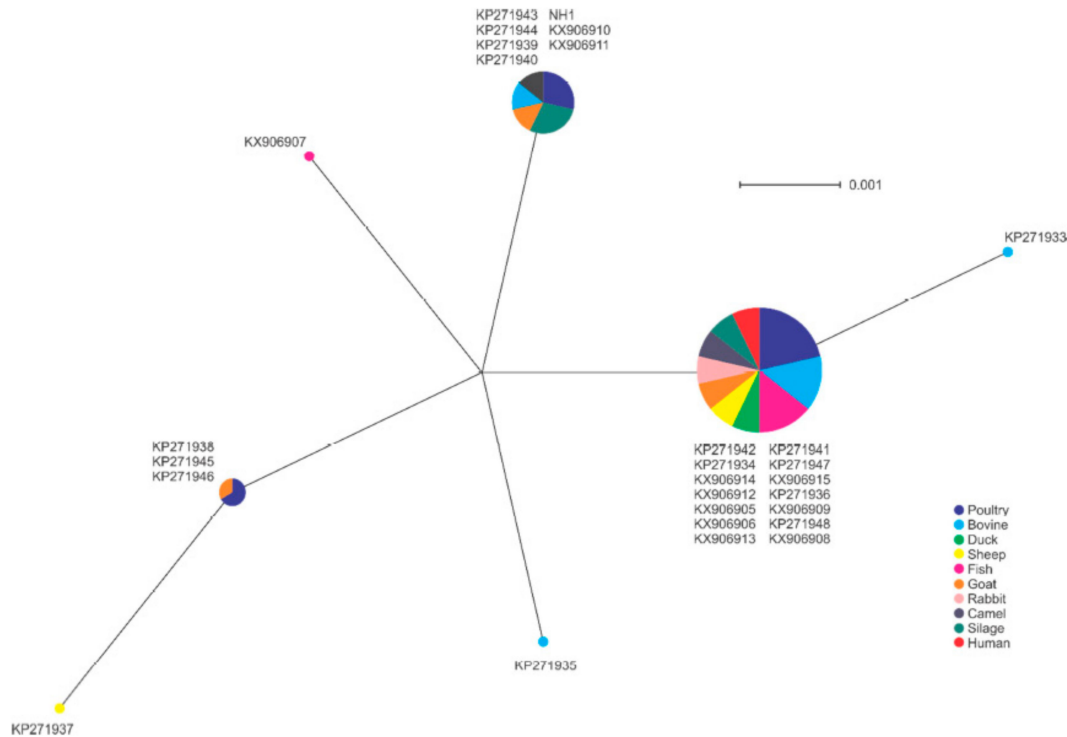 KP271943 NH1
KP271944 KX906910
KP271939 KX906911
KP271940
KX906907
0.001
KP271933
KP271938
KP271945
KP271946
KP271942 KP271941
KP271934 KP271947
KX906914 KX906915
KX906912 KP271936
KX906905 KX906909
KX906906 KP271948
KX906913 KX906908
Poultry
Bovine
Duck
Sheep
Fish
Goat
Rabbit
Camel
Silage
Human
KP271935
KP271937